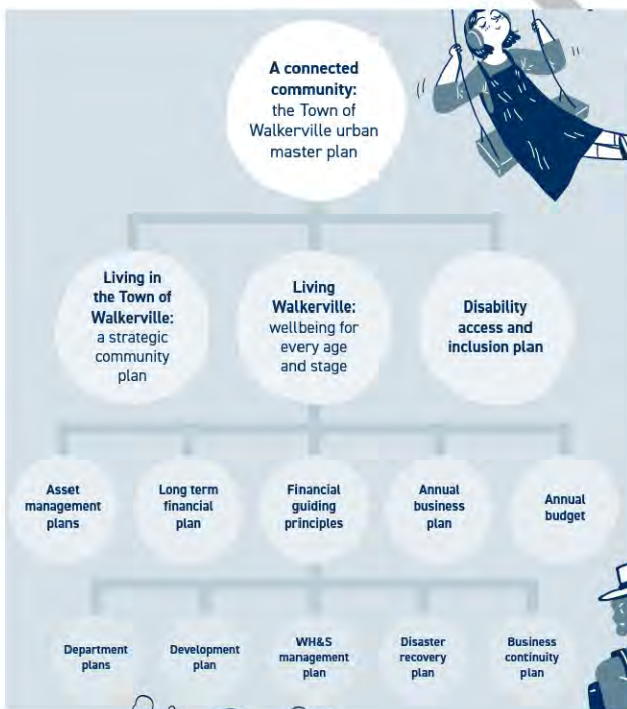 A connected
community:
the Town of
Walkerville urban
master plan
Living in
the Town of
Walkerville:
a strategic
community
plan
Living
Walkerville:
wellbeing for
every age
and stage
Disability
access and
inclusion plan
Asset
management
plans
Long term
financial
plan
Financial
guiding
principles
Annual
business
plan
Annual
budget
Department
plans
Development
plan
WH&S
management
plan
Disaster
recovery
plan
Business
continuity
plan